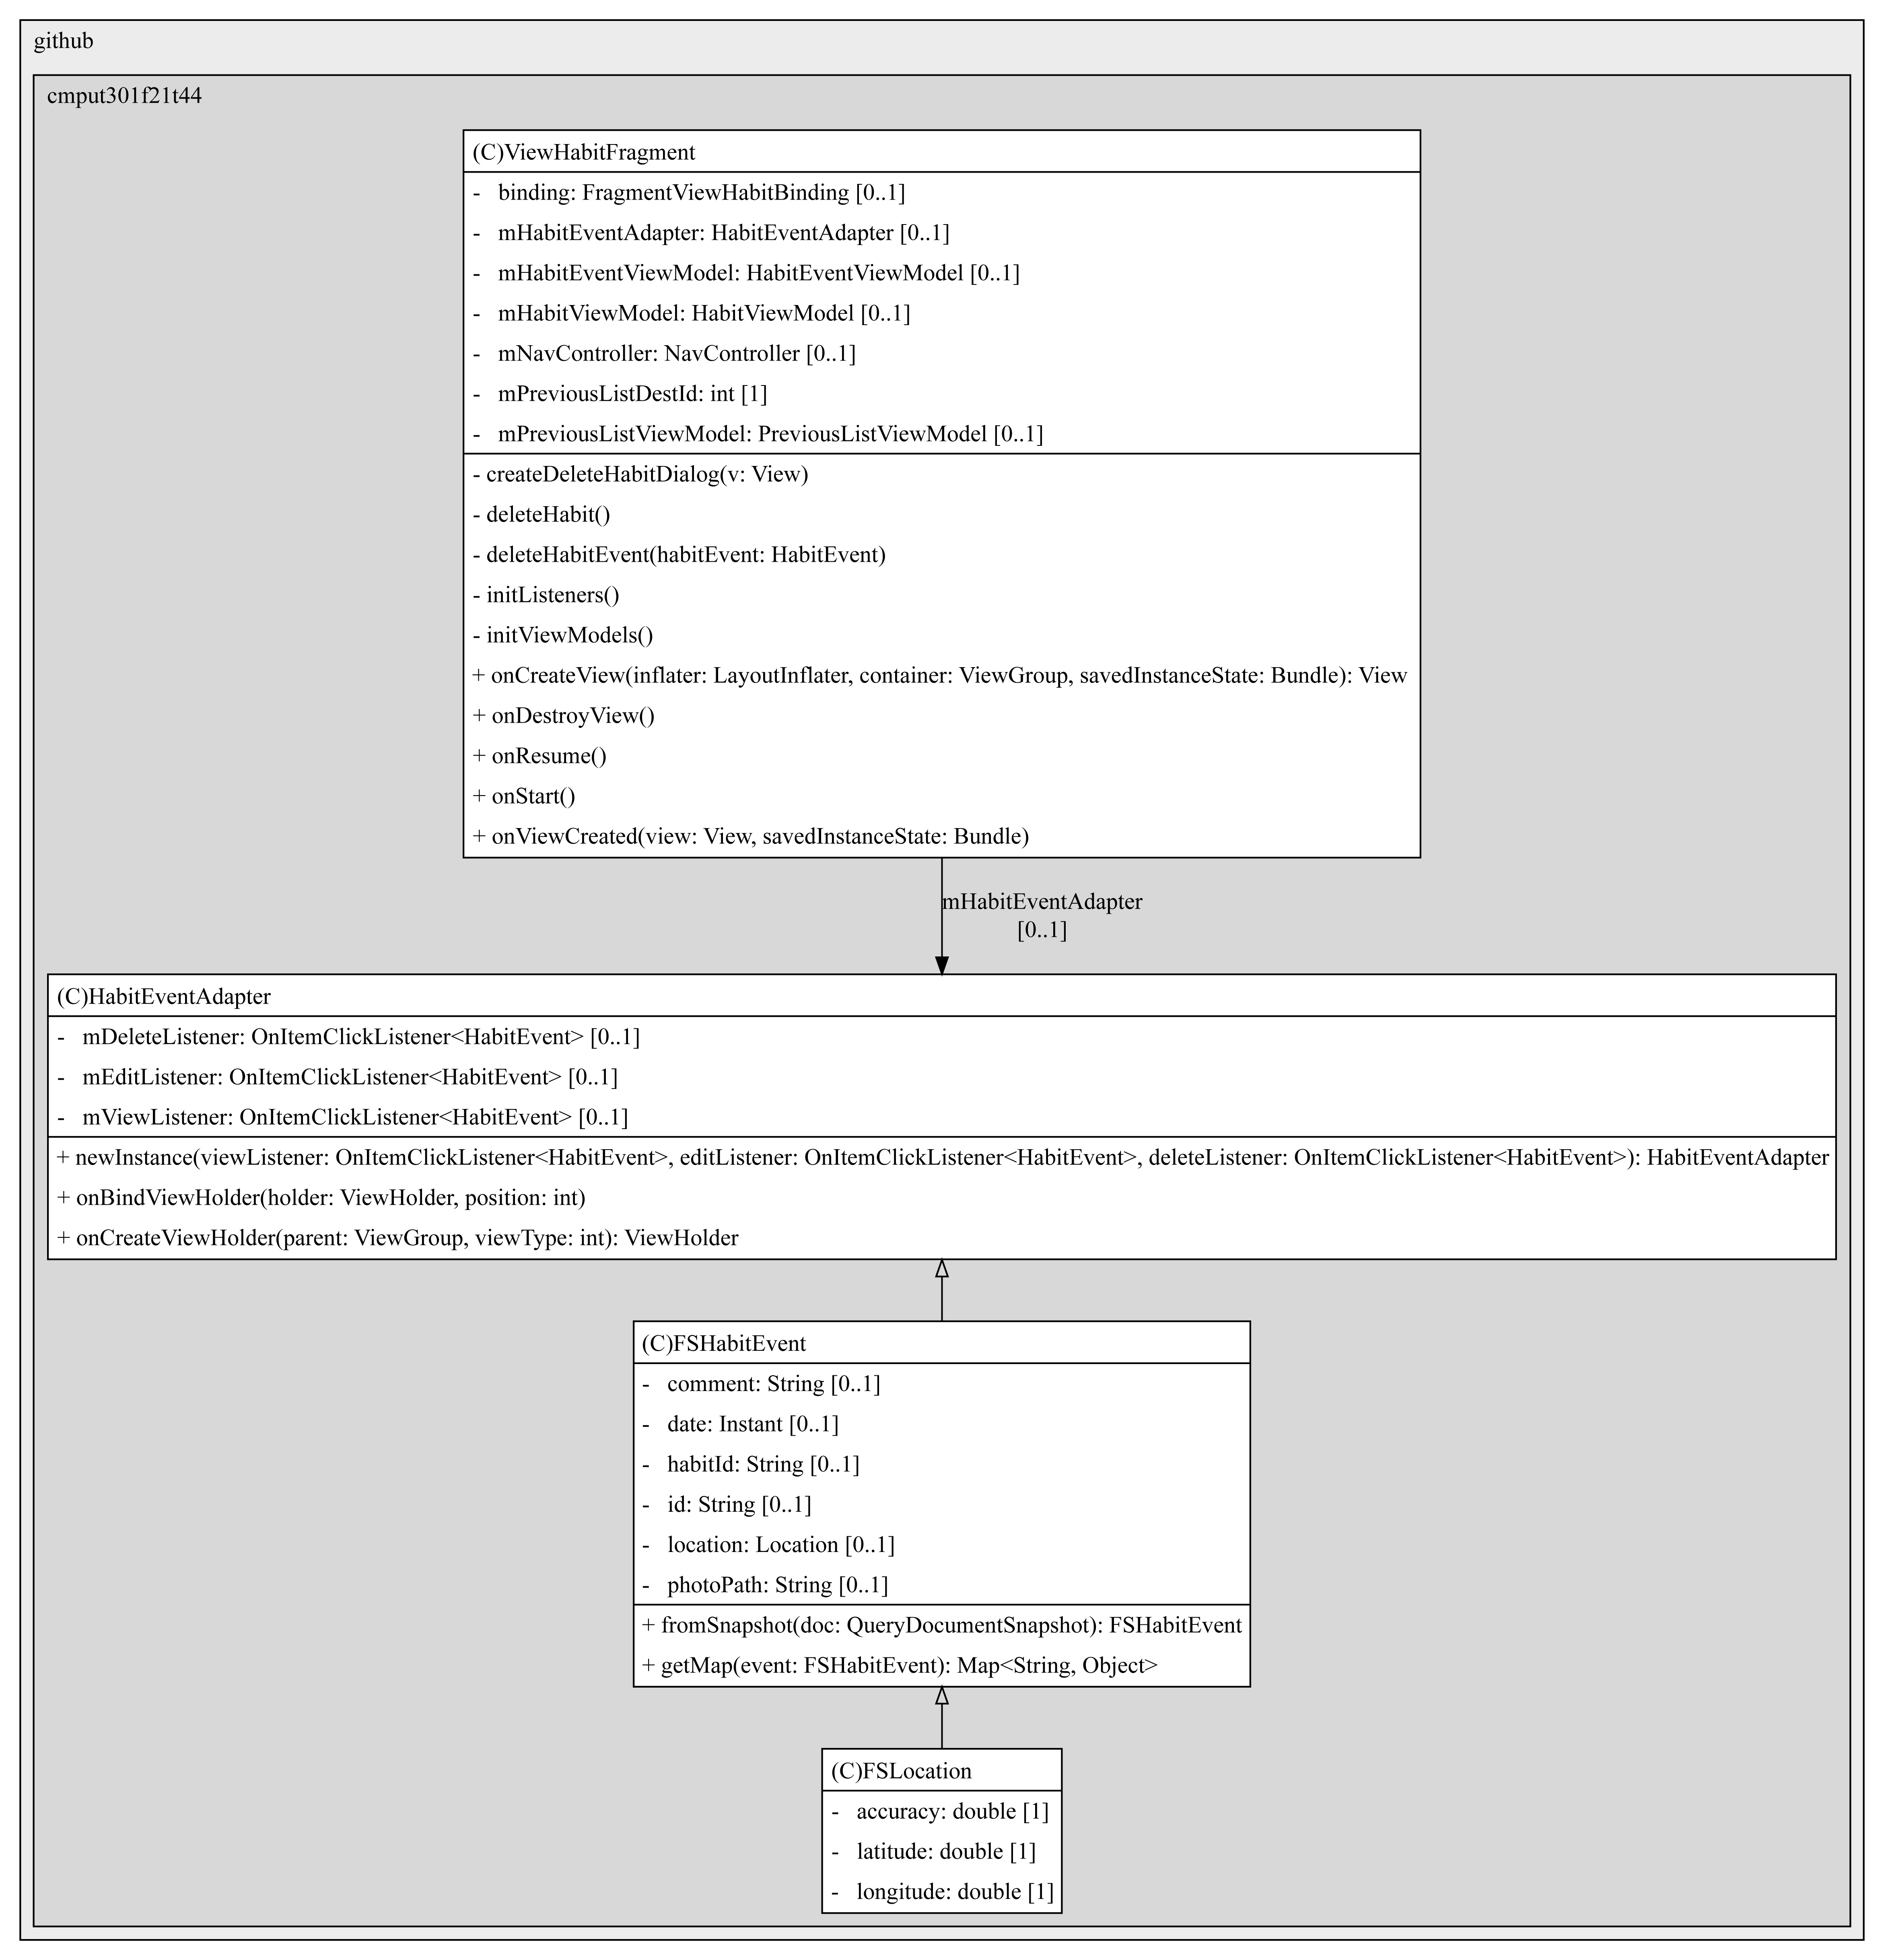 github
cmput301f21t44
(C)ViewHabitFragment
- binding: FragmentViewHabitBinding [0..1]
- mHabitEventAdapter: HabitEventAdapter [0..1]
- mHabitEventViewModel: HabitEventViewModel [0..1]
- mHabitViewModel: HabitViewModel [0..1]
- mNavController: NavController [0..1]
- mPreviousListDestId: int [1]
- mPreviousListViewModel: PreviousListViewModel [0..1]
- createDeleteHabitDialog(v: View)
- deleteHabit()
- deleteHabitEvent(habitEvent: HabitEvent)
- initListeners()
- initViewModels()
+ onCreateView(inflater: LayoutInflater, container: ViewGroup, savedInstanceState: Bundle): View
+ onDestroyView()
+ onResume()
+ onStart()
+ onViewCreated(view: View, savedInstanceState: Bundle)
mHabitEventAdapter
[0..1]
(C)HabitEventAdapter
- mDeleteListener: OnItemClickListener<HabitEvent> [0..1]
- mEditListener: OnItemClickListener<HabitEvent> [0..1]
- mViewListener: OnItemClickListener<HabitEvent> [0..1]
+ newInstance(viewListener: OnItemClickListener<HabitEvent>, editListener: OnItemClickListener<HabitEvent>, deleteListener: OnItemClickListener<HabitEvent>): HabitEventAdapter
+ onBindViewHolder(holder: ViewHolder, position: int)
+ onCreateViewHolder(parent: ViewGroup, viewType: int): ViewHolder
(C)FSHabitEvent
- comment: String [0..1]
- date: Instant [0..1]
- habitId: String [0..1]
- id: String [0..1]
- location: Location [0..1]
- photoPath: String [0..1]
+ fromSnapshot(doc: QueryDocumentSnapshot): FSHabitEvent
+ getMap(event: FSHabitEvent): Map<String, Object>
(C)FSLocation
- accuracy: double [1]
- latitude: double [1]
- longitude: double [1]